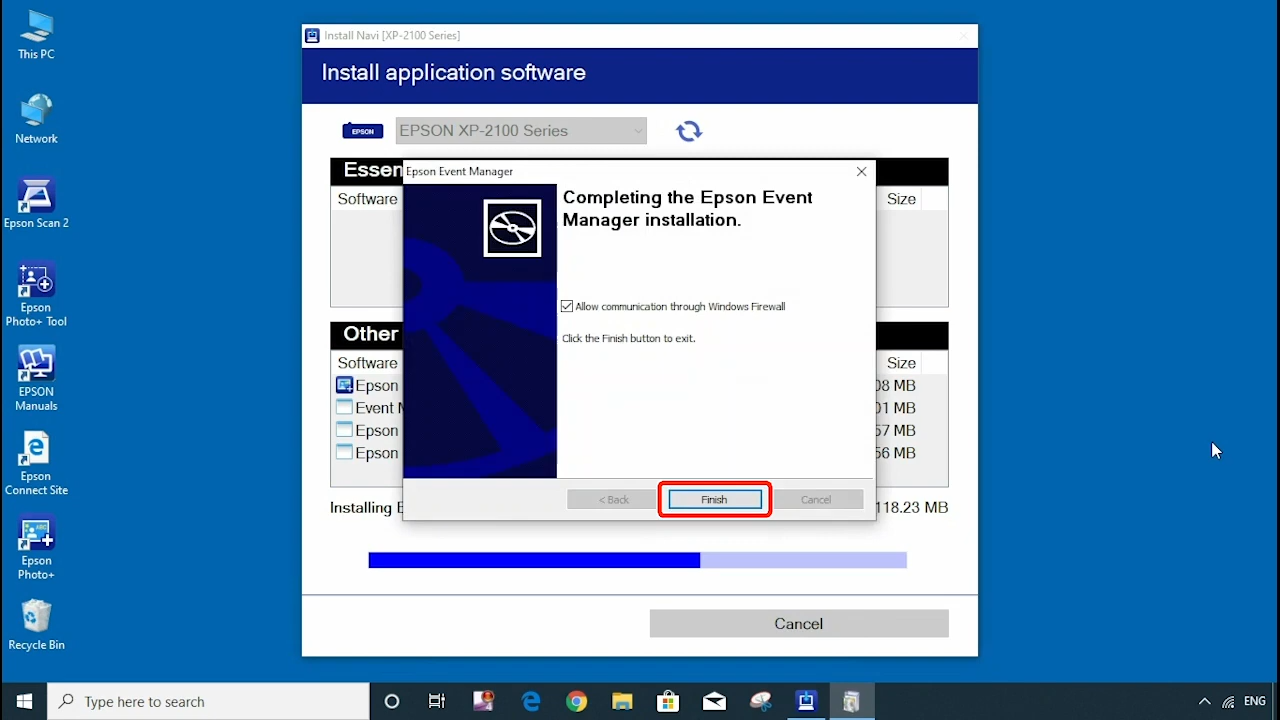 This PC
Network
Epson Scan 2
Epson
Photo+ Tool
EPSON
Manuals
Epson
Connect Site
Epson
Photo+
Recycle Bin
Install Navi [XP-2100 Series]
Install application software
EPSON
EPSON XP-2100 Series
Essen
Software
Size
Epson Event Manager
Completing the Epson Event
Manager installation.
Allow communication through Windows Firewall
Click the Finish button to exit.
< Back
Finish
Cancel
Other
Software
Size
Epson
08 MB
Event
01 MB
Epson
57 MB
Epson
56 MB
Installing
118.23 MB
Cancel
Type here to search
ENG